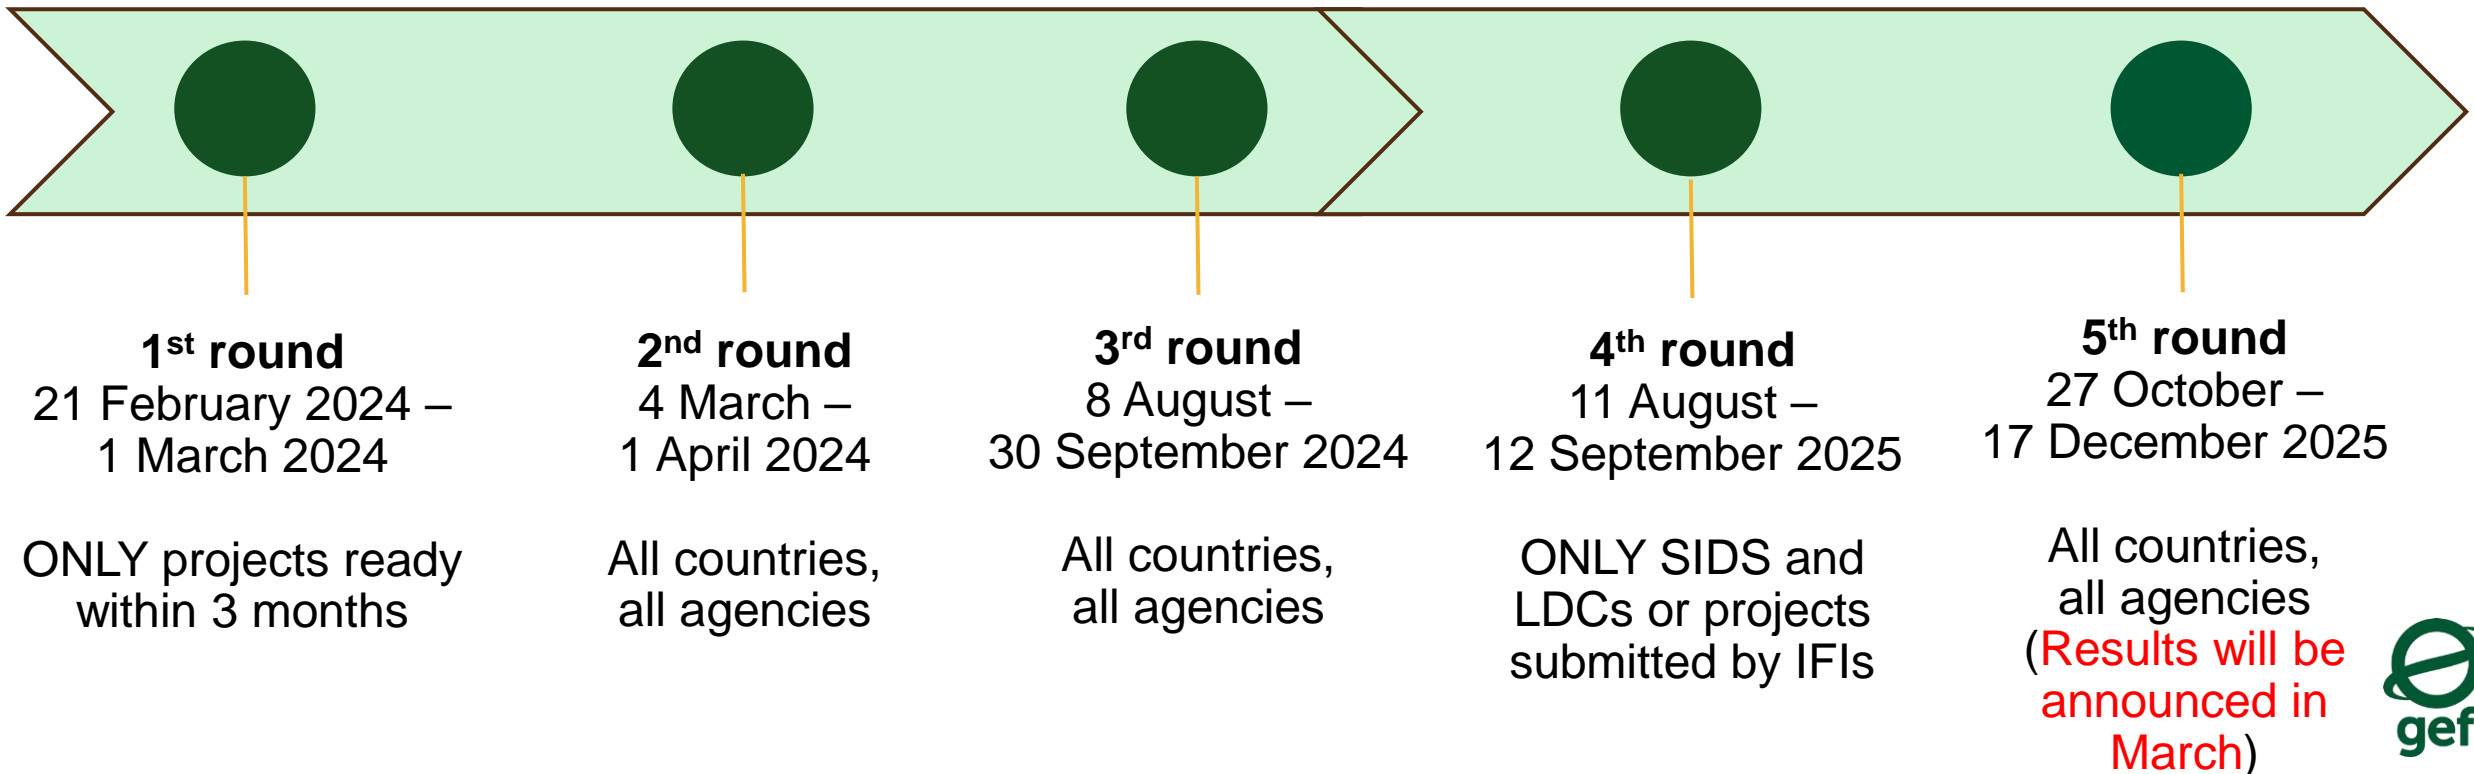 1st round
21 February 2024 –
1 March 2024
ONLY projects ready
within 3 months
2nd round
4 March –
1 April 2024
All countries,
all agencies
3rd round
8 August –
30 September 2024
All countries,
all agencies
4th round
11 August –
12 September 2025
ONLY SIDS and
LDCs or projects
submitted by IFIs
5th round
27 October –
17 December 2025
All countries,
all agencies
(Results will be
announced in
March)
gef